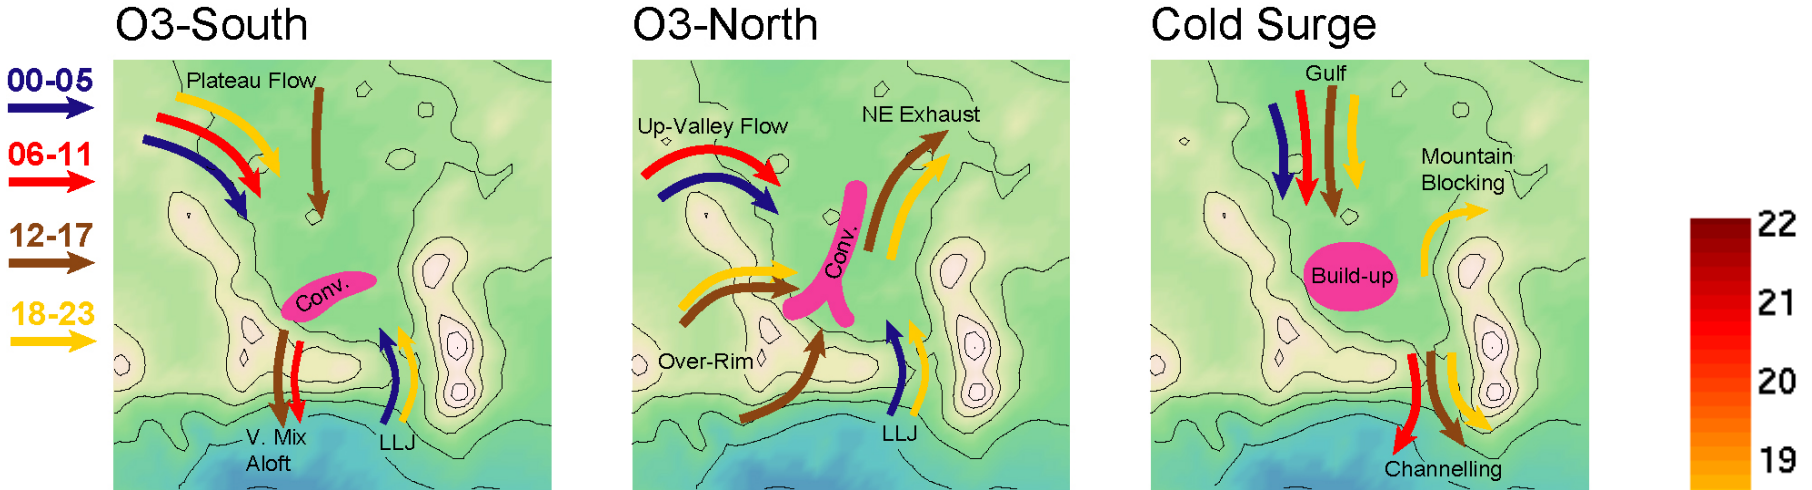 O3-South
O3-North
Cold Surge
00-05
06-11
12-17
18-23
Plateau Flow
Conv.
V. Mix
Aloft
LLJ
Up-Valley Flow
NE Exhaust
Conv.
Over-Rim
LLJ
Gulf
Mountain
Blocking
Build-up
Channelling
22
21
20
19